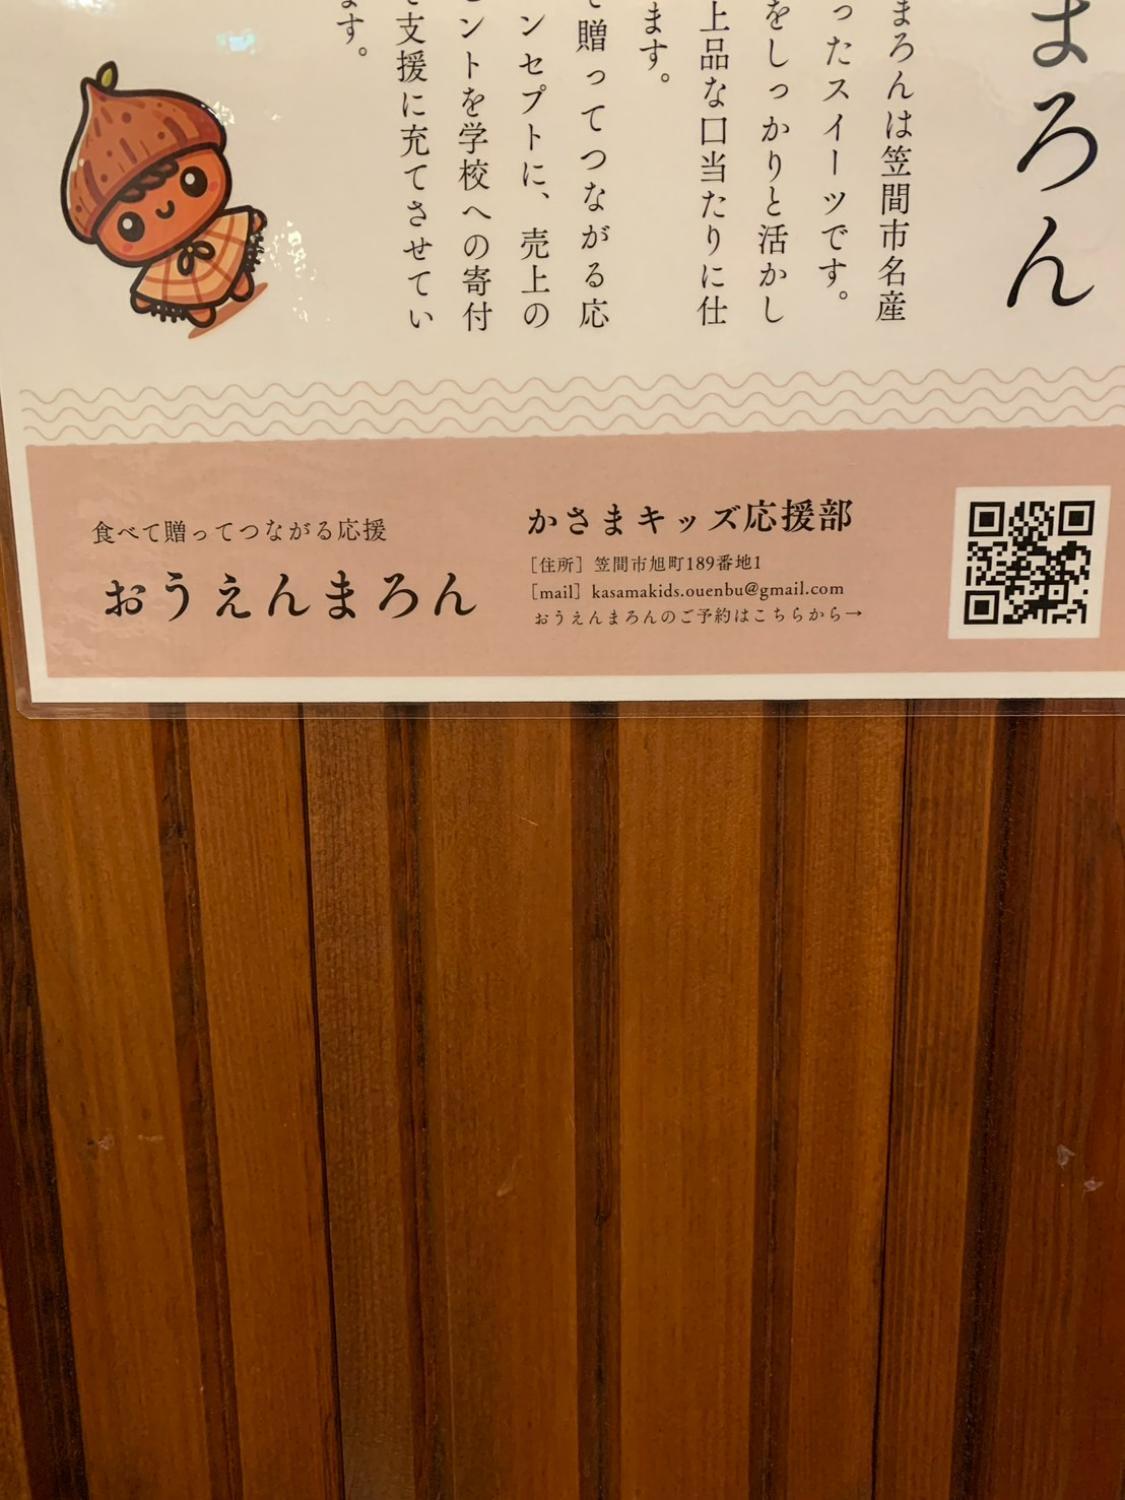 まろん
まろんは笠間市名産
ったスイーツです。
をしっかりと活かし
上品な口当たりに仕
ます。
て贈ってつながる応
ンセプトに、売上の
ントを学校への寄付
支援に充てさせてい
ます。
食べて贈ってつながる応援
おうえんまろん
かさまキッズ応援部
［住所］笠間市旭町189番地1
［mail］kasamakids.ouenbu@gmail.com
おうえんまろんのご予約はこちらから→